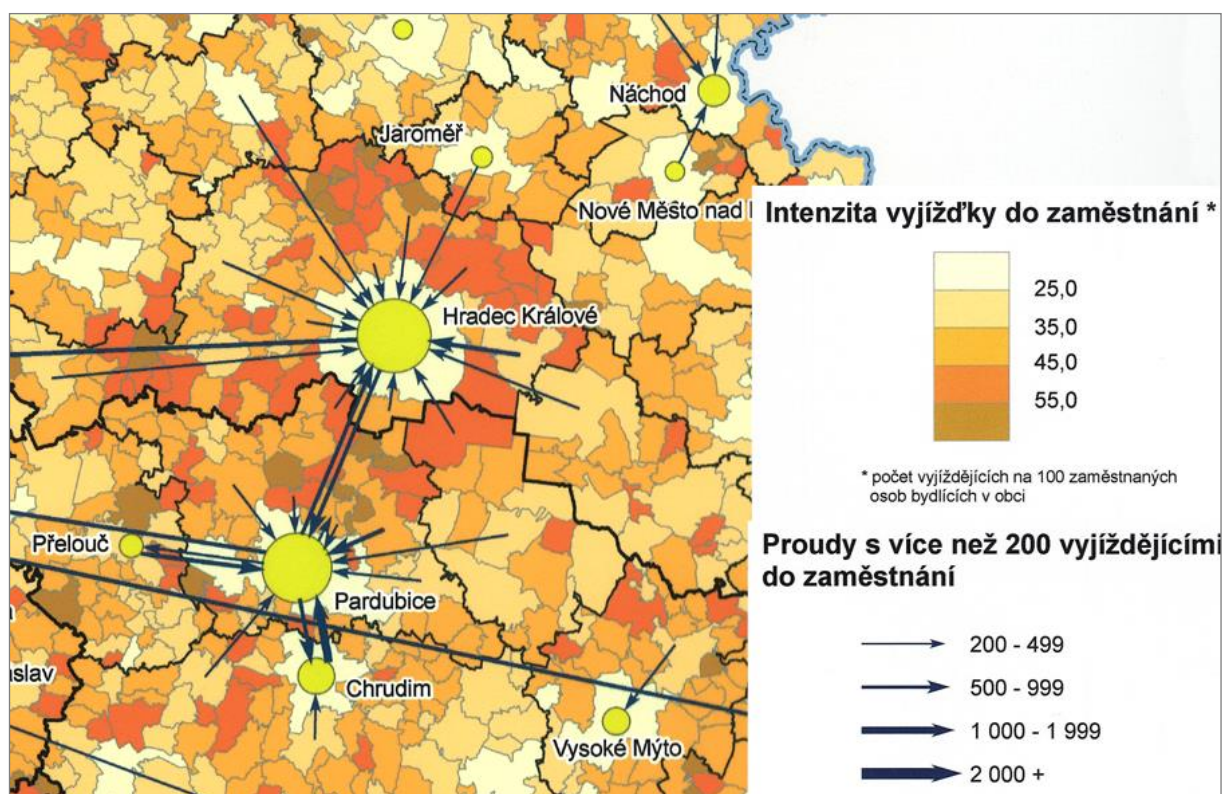 Náchod
Jaroměř
Nové Město nad
Hradec Králové
Přelouč
Pardubice
aslav
Chrudim
Vysoké Mýto
Intenzita vyjížďky do zaměstnání *
25,0
35,0
45,0
55,0
* počet vyjíždějících na 100 zaměstnaných
osob bydlících v obci
Proudy s více než 200 vyjíždějícími
do zaměstnání
200 - 499
500 - 999
1 000 - 1 999
2 000 +